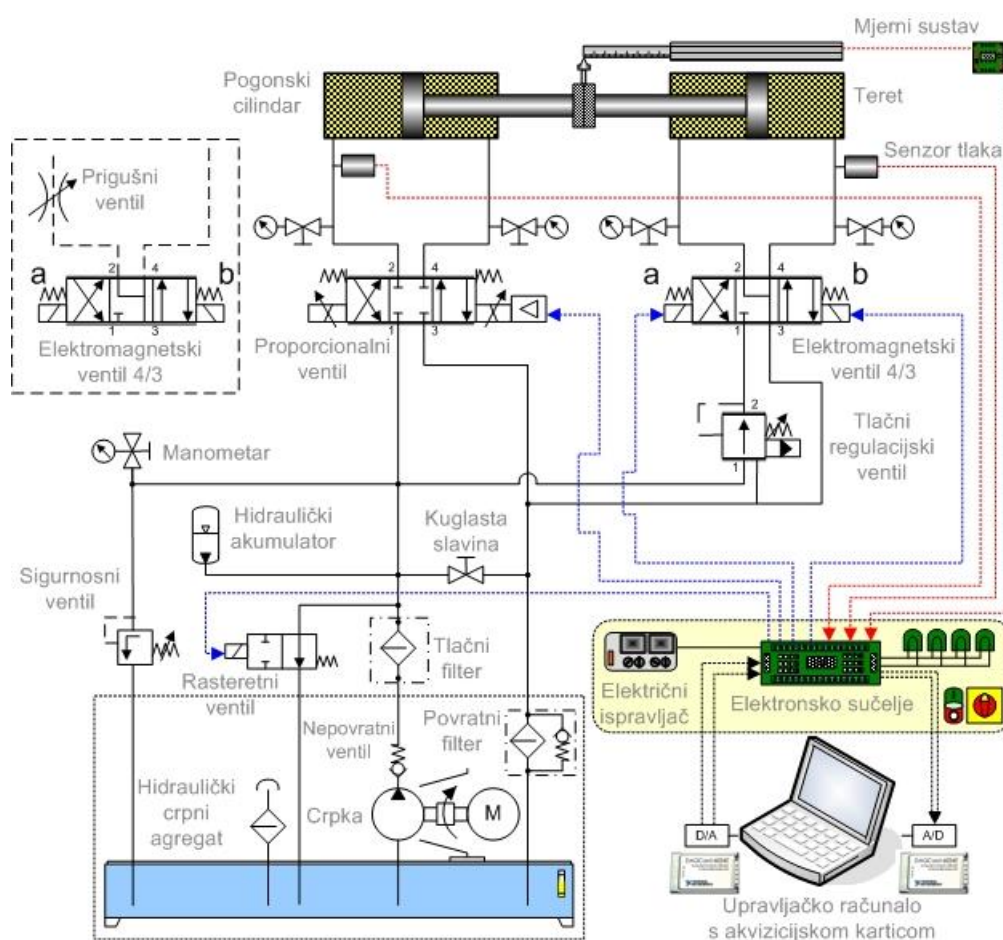 Mjerni sustav
Pogonski
cilindar
Teret
Senzor tlaka
Prigušni
ventil
a
2
4
b
1
3
Elektromagnetski
ventil 4/3
2
4
1
3
Proporcionalni
ventil
a
2
4
b
1
3
Elektromagnetski
ventil 4/3
2
1
Tlačni
regulacijski
ventil
Manometar
Hidraulički
akumulator
Kuglasta
slavina
Sigurnosni
ventil
Rasteretni
ventil
Tlačni
filter
Električni
ispravljač
Elektronsko sučelje
Nepovratni
ventil
Povratni
filter
Hidraulički
crpni
agregat
Crpka
M
D/A
A/D
Upravljačko računalo
s akvizicijskom karticom